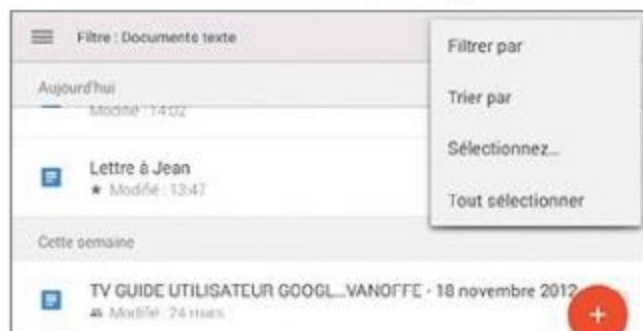 Filtre : Documents texte
Filtrer par
Trier par
Sélectionnez...
Tout sélectionner
Aujourd'hui
Modifié : 14:02
Lettre à Jean
★ Modifié : 13:47
Cette semaine
TV GUIDE UTILISATEUR GOOGL...VANOFFE - 18 novembre 2012
Modifié : 24 mars
+